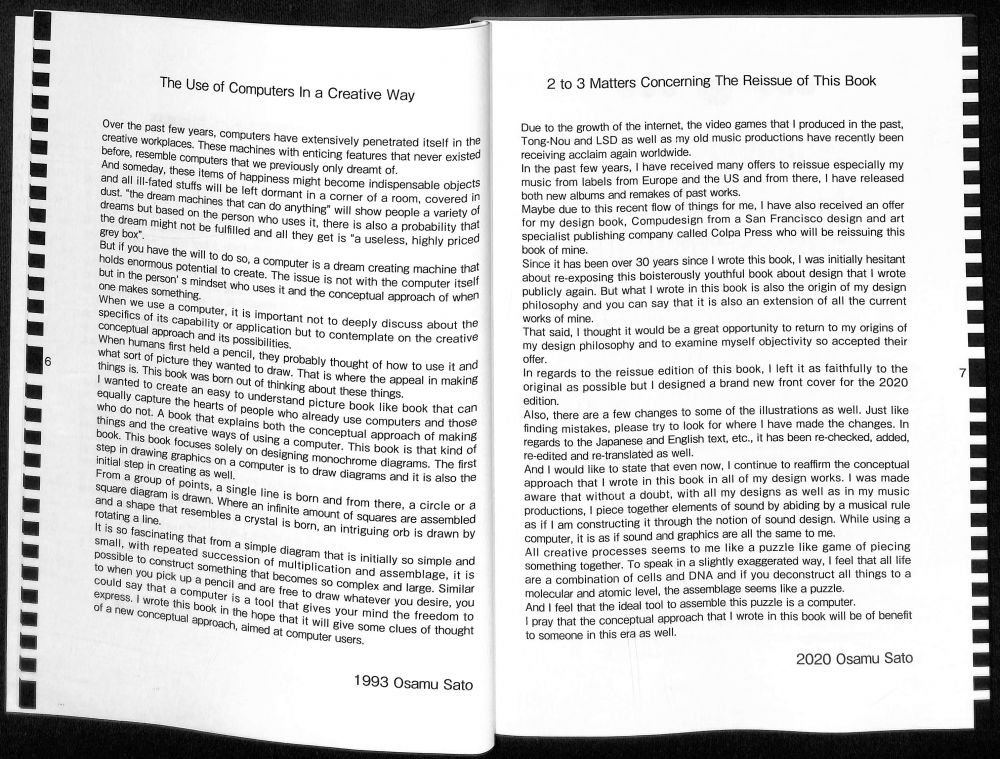 The Use of Computers In a Creative Way
Over the past few years, computers have extensively penetrated itself in the
creative workplaces. These machines with enticing features that never existed
before, resemble computers that we previously only dreamt of.
And someday, these items of happiness might become indispensable objects
and all ill-fated stuffs will be left dormant in a corner of a room, covered in
dust. "the dream machines that can do anything" will show people a variety of
dreams but based on the person who uses it, there is also a probability that
the dream might not be fulfilled and all they get is "a useless, highly priced
grey box".
But if you have the will to do so, a computer is a dream creating machine that
holds enormous potential to create. The issue is not with the computer itself
but in the person's mindset who uses it and the conceptual approach of when
one makes something.
When we use a computer, it is important not to deeply discuss about the
specifics of its capability or application but to contemplate on the creative
conceptual approach and its possibilities.
When humans first held a pencil, they probably thought of how to use it and
what sort of picture they wanted to draw. That is where the appeal in making
things is. This book was born out of thinking about these things.
I wanted to create an easy to understand picture book like book that can
equally capture the hearts of people who already use computers and those
who do not. A book that explains both the conceptual approach of making
things and the creative ways of using a computer. This book is that kind of
book. This book focuses solely on designing monochrome diagrams. The first
step in drawing graphics on a computer is to draw diagrams and it is also the
initial step in creating as well.
From a group of points, a single line is born and from there, a circle or a
square diagram is drawn. Where an infinite amount of squares are assembled
and a shape that resembles a crystal is born, an intriguing orb is drawn by
rotating a line.
It is so fascinating that from a simple diagram that is initially so simple and
small, with repeated succession of multiplication and assemblage, it is
possible to construct something that becomes so complex and large. Similar
to when you pick up a pencil and are free to draw whatever you desire, you
could say that a computer is a tool that gives your mind the freedom to
express. I wrote this book in the hope that it will give some clues of thought
of a new conceptual approach, aimed at computer users.
1993 Osamu Sato
6
2 to 3 Matters Concerning The Reissue of This Book
Due to the growth of the internet, the video games that I produced in the past,
Tong-Nou and LSD as well as my old music productions have recently been
receiving acclaim again worldwide.
In the past few years, I have received many offers to reissue especially my
music from labels from Europe and the US and from there, I have released
both new albums and remakes of past works.
Maybe due to this recent flow of things for me, I have also received an offer
for my design book, Compudesign from a San Francisco design and art
specialist publishing company called Colpa Press who will be reissuing this
book of mine.
Since it has been over 30 years since I wrote this book, I was initially hesitant
about re-exposing this boisterously youthful book about design that I wrote
publicly again. But what I wrote in this book is also the origin of my design
philosophy and you can say that it is also an extension of all the current
works of mine.
That said, I thought it would be a great opportunity to return to my origins of
my design philosophy and to examine myself objectivity so accepted their
offer.
In regards to the reissue edition of this book, I left it as faithfully to the
original as possible but I designed a brand new front cover for the 2020
edition.
Also, there are a few changes to some of the illustrations as well. Just like
finding mistakes, please try to look for where I have made the changes. In
regards to the Japanese and English text, etc., it has been re-checked, added,
re-edited and re-translated as well.
And I would like to state that even now, I continue to reaffirm the conceptual
approach that I wrote in this book in all of my design works. I was made
aware that without a doubt, with all my designs as well as in my music
productions, I piece together elements of sound by abiding by a musical rule
as if I am constructing it through the notion of sound design. While using a
computer, it is as if sound and graphics are all the same to me.
All creative processes seems to me like a puzzle like game of piecing
something together. To speak in a slightly exaggerated way, I feel that all life
are a combination of cells and DNA and if you deconstruct all things to a
molecular and atomic level, the assemblage seems like a puzzle.
And I feel that the ideal tool to assemble this puzzle is a computer.
I pray that the conceptual approach that I wrote in this book will be of benefit
to someone in this era as well.
2020 Osamu Sato
7